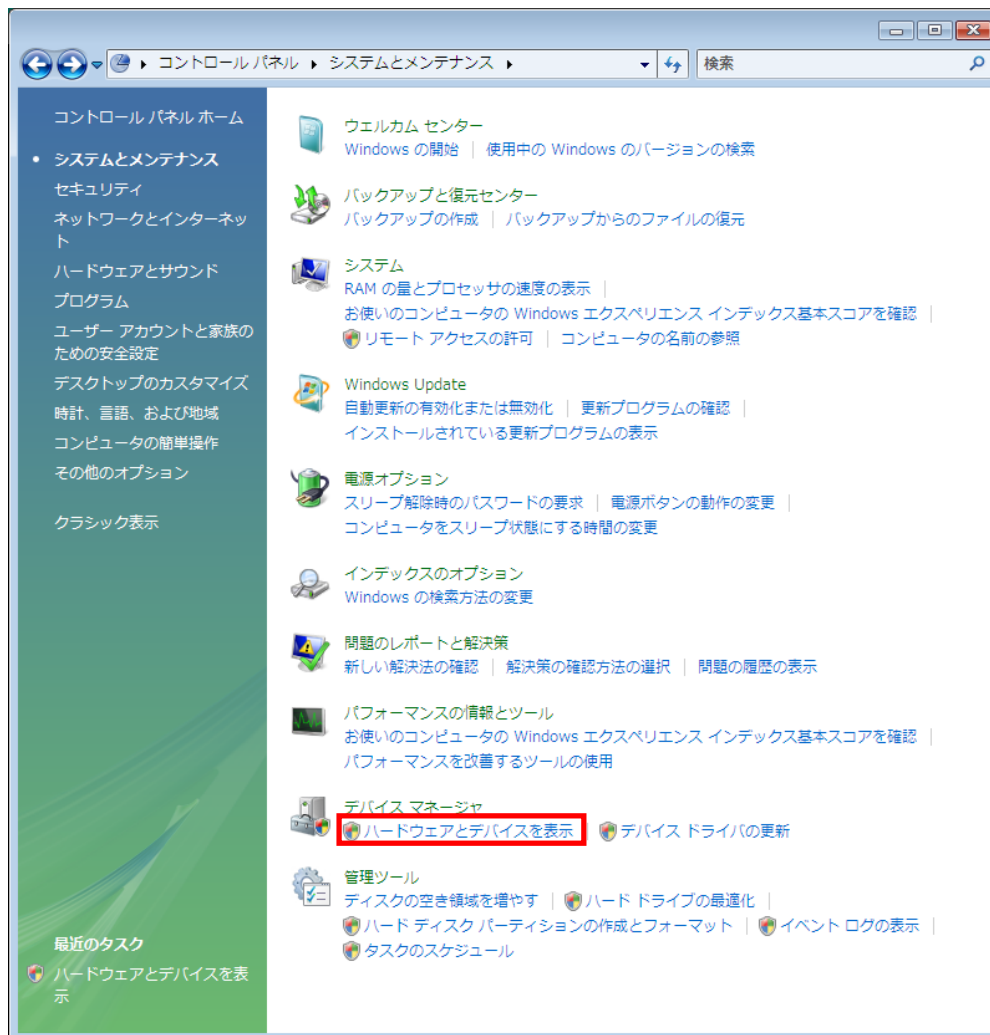 コントロール パネル システムとメンテナンス 検索
コントロール パネル ホーム
システムとメンテナンス
セキュリティ
ネットワークとインターネッ
ト
ハードウェアとサウンド
プログラム
ユーザー アカウントと家族の
ための安全設定
デスクトップのカスタマイズ
時計、言語、および地域
コンピュータの簡単操作
その他のオプション
クラシック表示
最近のタスク
ハードウェアとデバイスを表
示
ウェルカム センター
Windows の開始 | 使用中の Windows のバージョンの検索
バックアップと復元センター
バックアップの作成 | バックアップからのファイルの復元
システム
RAM の量とプロセッサの速度の表示 |
お使いのコンピュータの Windows エクスペリエンス インデックス基本スコアを確認 |
リモート アクセスの許可 | コンピュータの名前の参照
Windows Update
自動更新の有効化または無効化 | 更新プログラムの確認 |
インストールされている更新プログラムの表示
電源オプション
スリープ解除時のパスワードの要求 | 電源ボタンの動作の変更 |
コンピュータをスリープ状態にする時間の変更
インデックスのオプション
Windows の検索方法の変更
問題のレポートと解決策
新しい解決法の確認 | 解決策の確認方法の選択 | 問題の履歴の表示
パフォーマンスの情報とツール
お使いのコンピュータの Windows エクスペリエンス インデックス基本スコアを確認 |
パフォーマンスを改善するツールの使用
デバイス マネージャ
ハードウェアとデバイスを表示 デバイス ドライバの更新
管理ツール
ディスクの空き領域を増やす | ハード ドライブの最適化 |
ハード ディスク パーティションの作成とフォーマット | イベント ログの表示 |
タスクのスケジュール